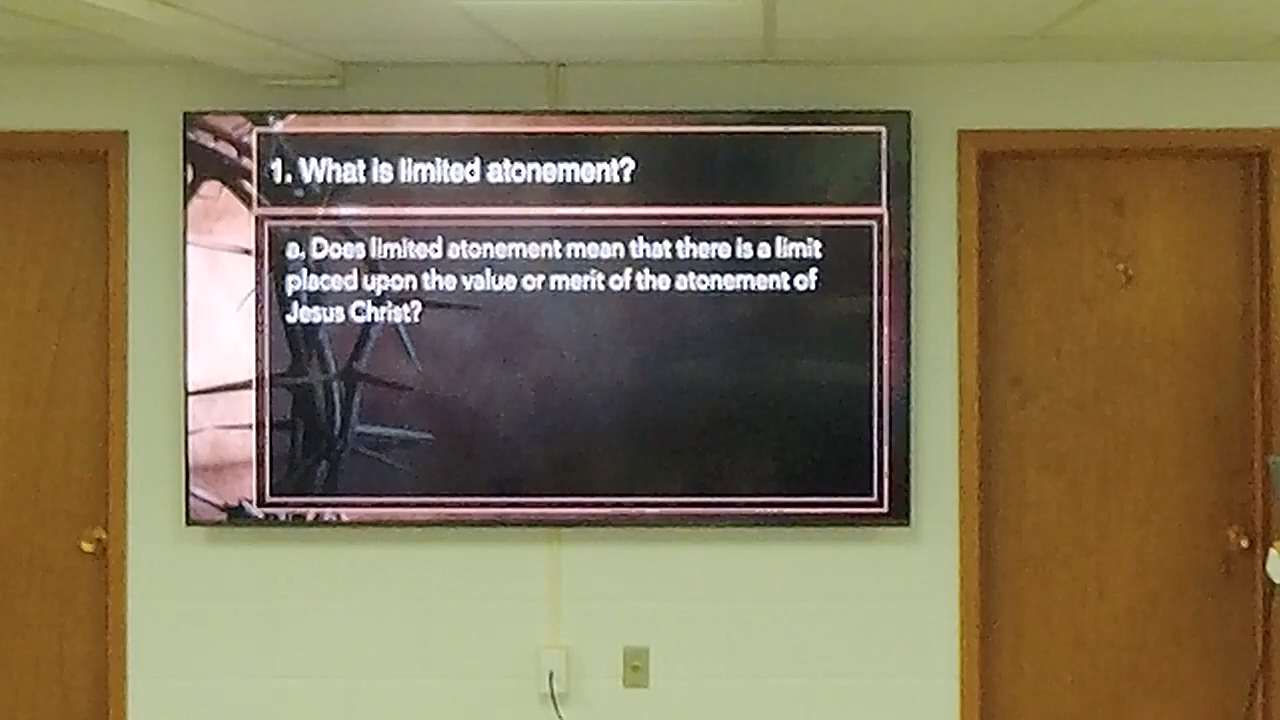 1. What is limited atonement?
a. Does limited atonement mean that there is a limit
placed upon the value or merit of the atonement of
Jesus Christ?